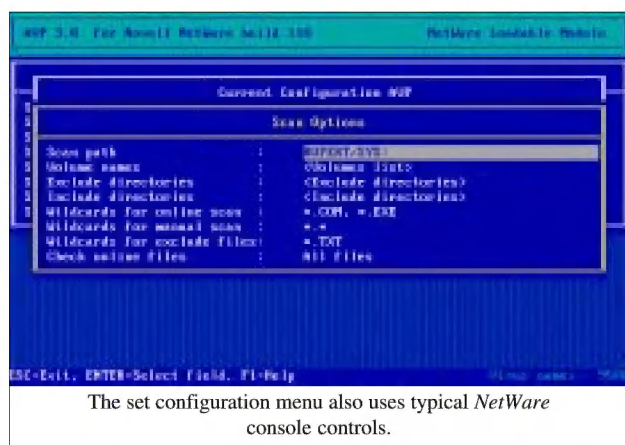 AVP 3.0 for Novell NetWare build NetWare Loadable Module
Current Configuration AVP
Scan Options
Scan path :
Volume names : <Volumes list>
Exclude directories : <Exclude directories>
Include directories : <Include directories>
Wildcards for online scan : *.COM, *.EXE
Wildcards for manual scan : *.*
Wildcards for exclude files: *.TXT
Check online files : All files
ESC-Exit, ENTER-Select field, F1-Help
The set configuration menu also uses typical NetWare
console controls.